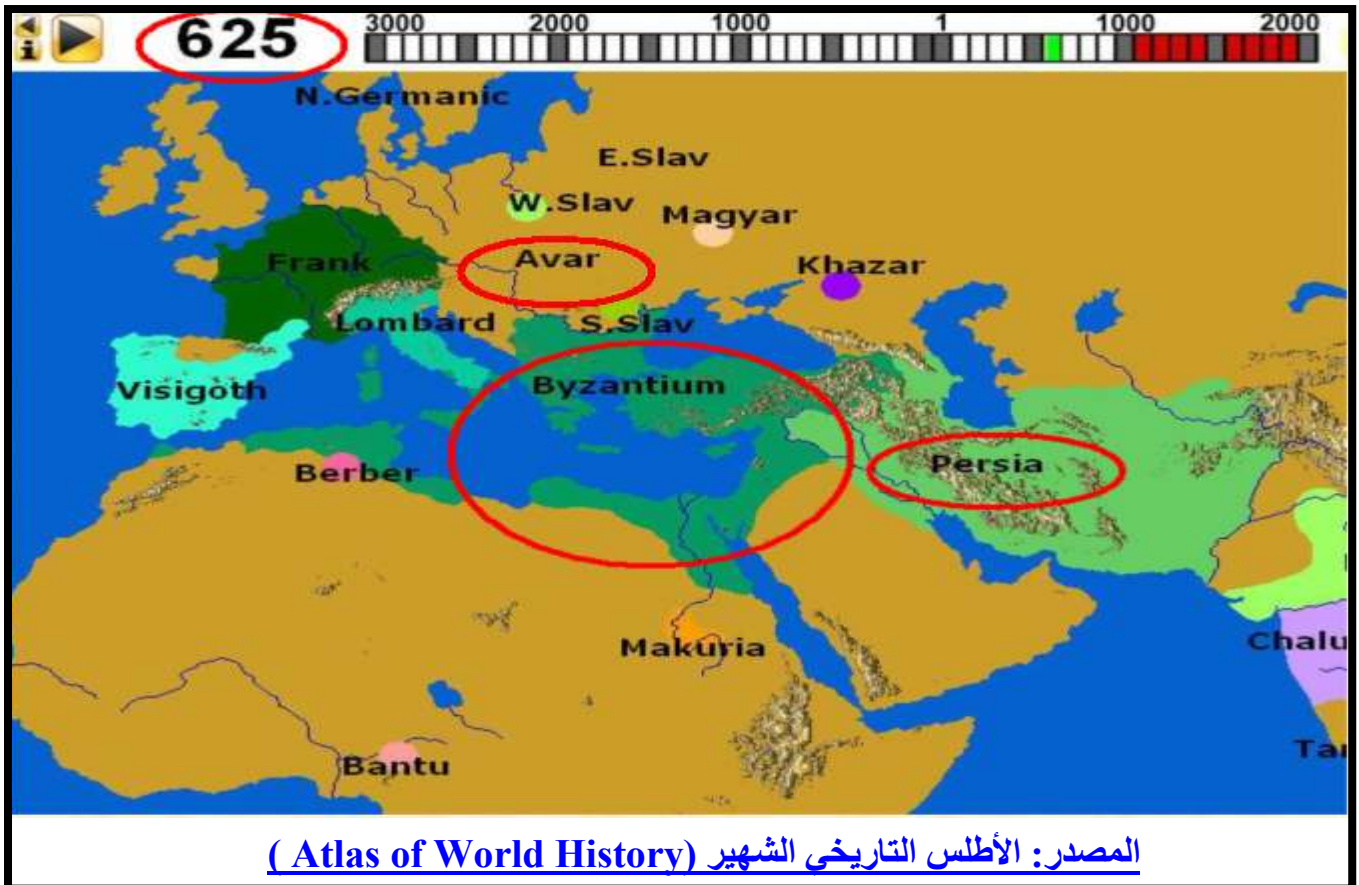 625
3000 2000 1000 1 1000 2000
i
N.Germanic
E.Slav
W.Slav
Magyar
Avar
Khazar
Frank
Lombard
S.Slav
Visigoth
Byzantium
Persia
Berber
Makuria
Chalu
Bantu
Tai
المصدر: الأطلس التاريخي الشهير (Atlas of World History )